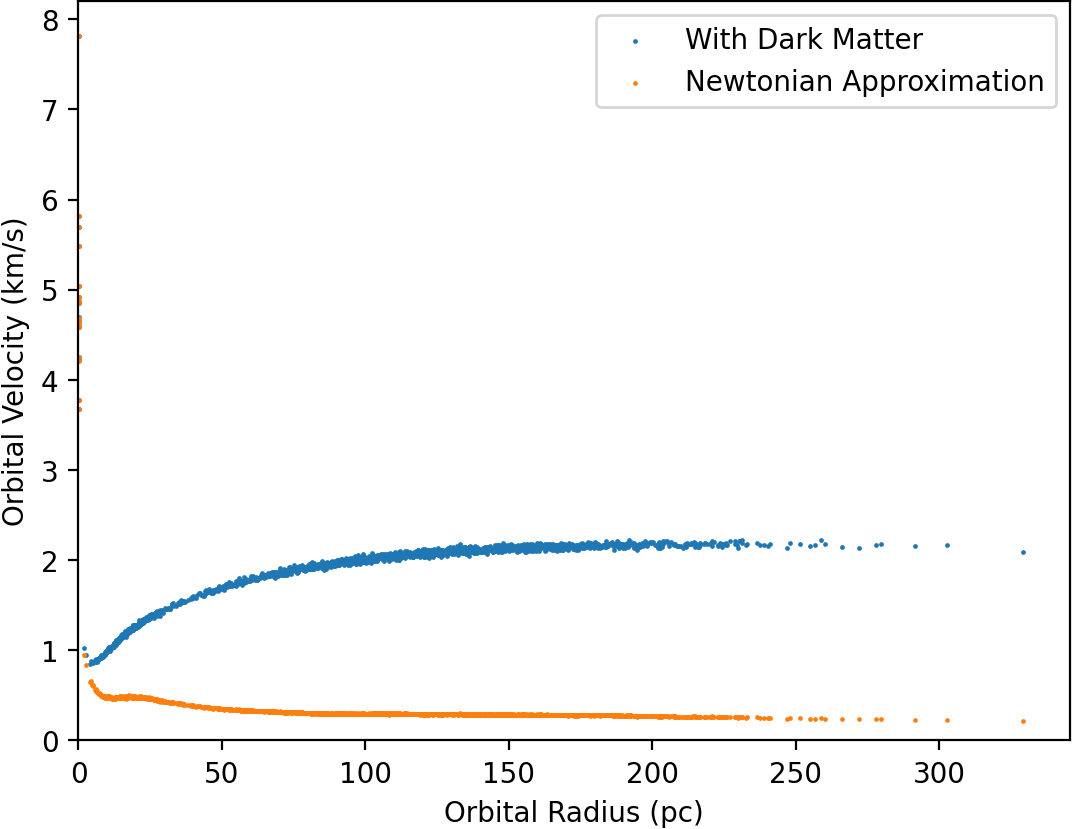 With Dark Matter
Newtonian Approximation
8
7
6
5
4
3
2
1
0
Orbital Velocity (km/s)
0 50 100 150 200 250 300
Orbital Radius (pc)